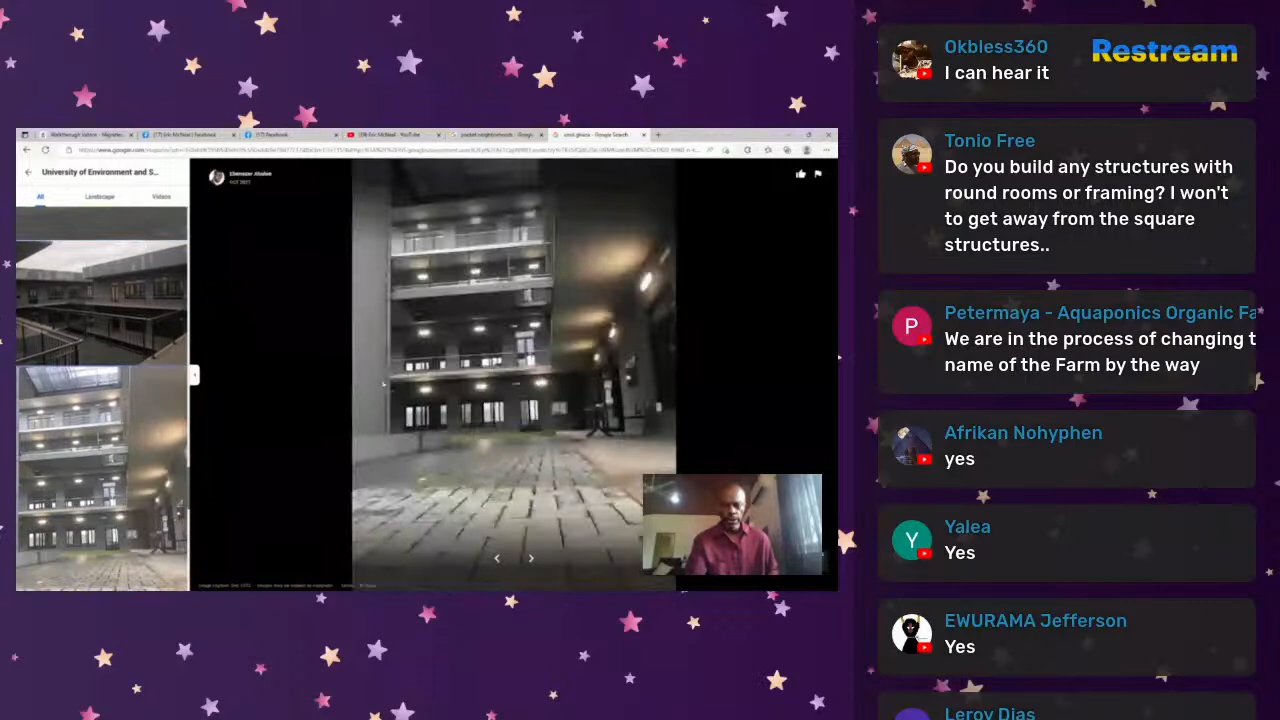 University of Environment and S...
All
Landscape
Videos
Okbless360
Restream
I can hear it
Tonio Free
Do you build any structures with
round rooms or framing? I won't
to get away from the square
structures..
Petermaya - Aquaponics Organic Fa
P
We are in the process of changing t
name of the Farm by the way
Afrikan Nohyphen
yes
Yalea
Y
Yes
EWURAMA Jefferson
Yes
Leroy Dias